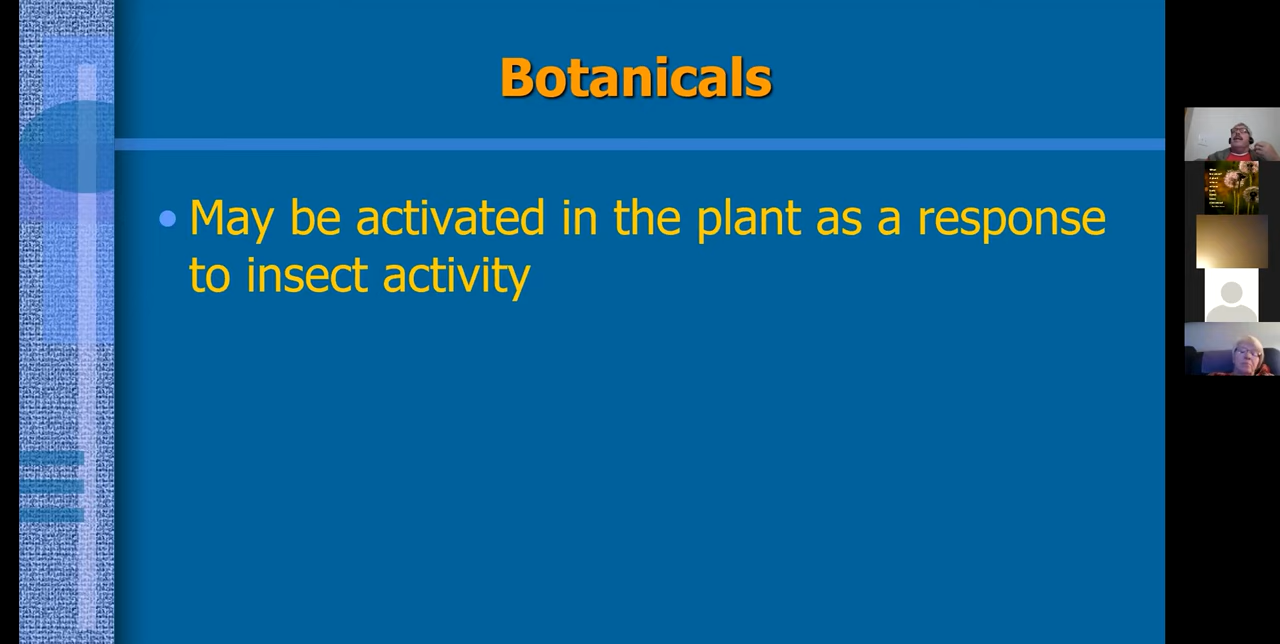 Botanicals
• May be activated in the plant as a response
to insect activity